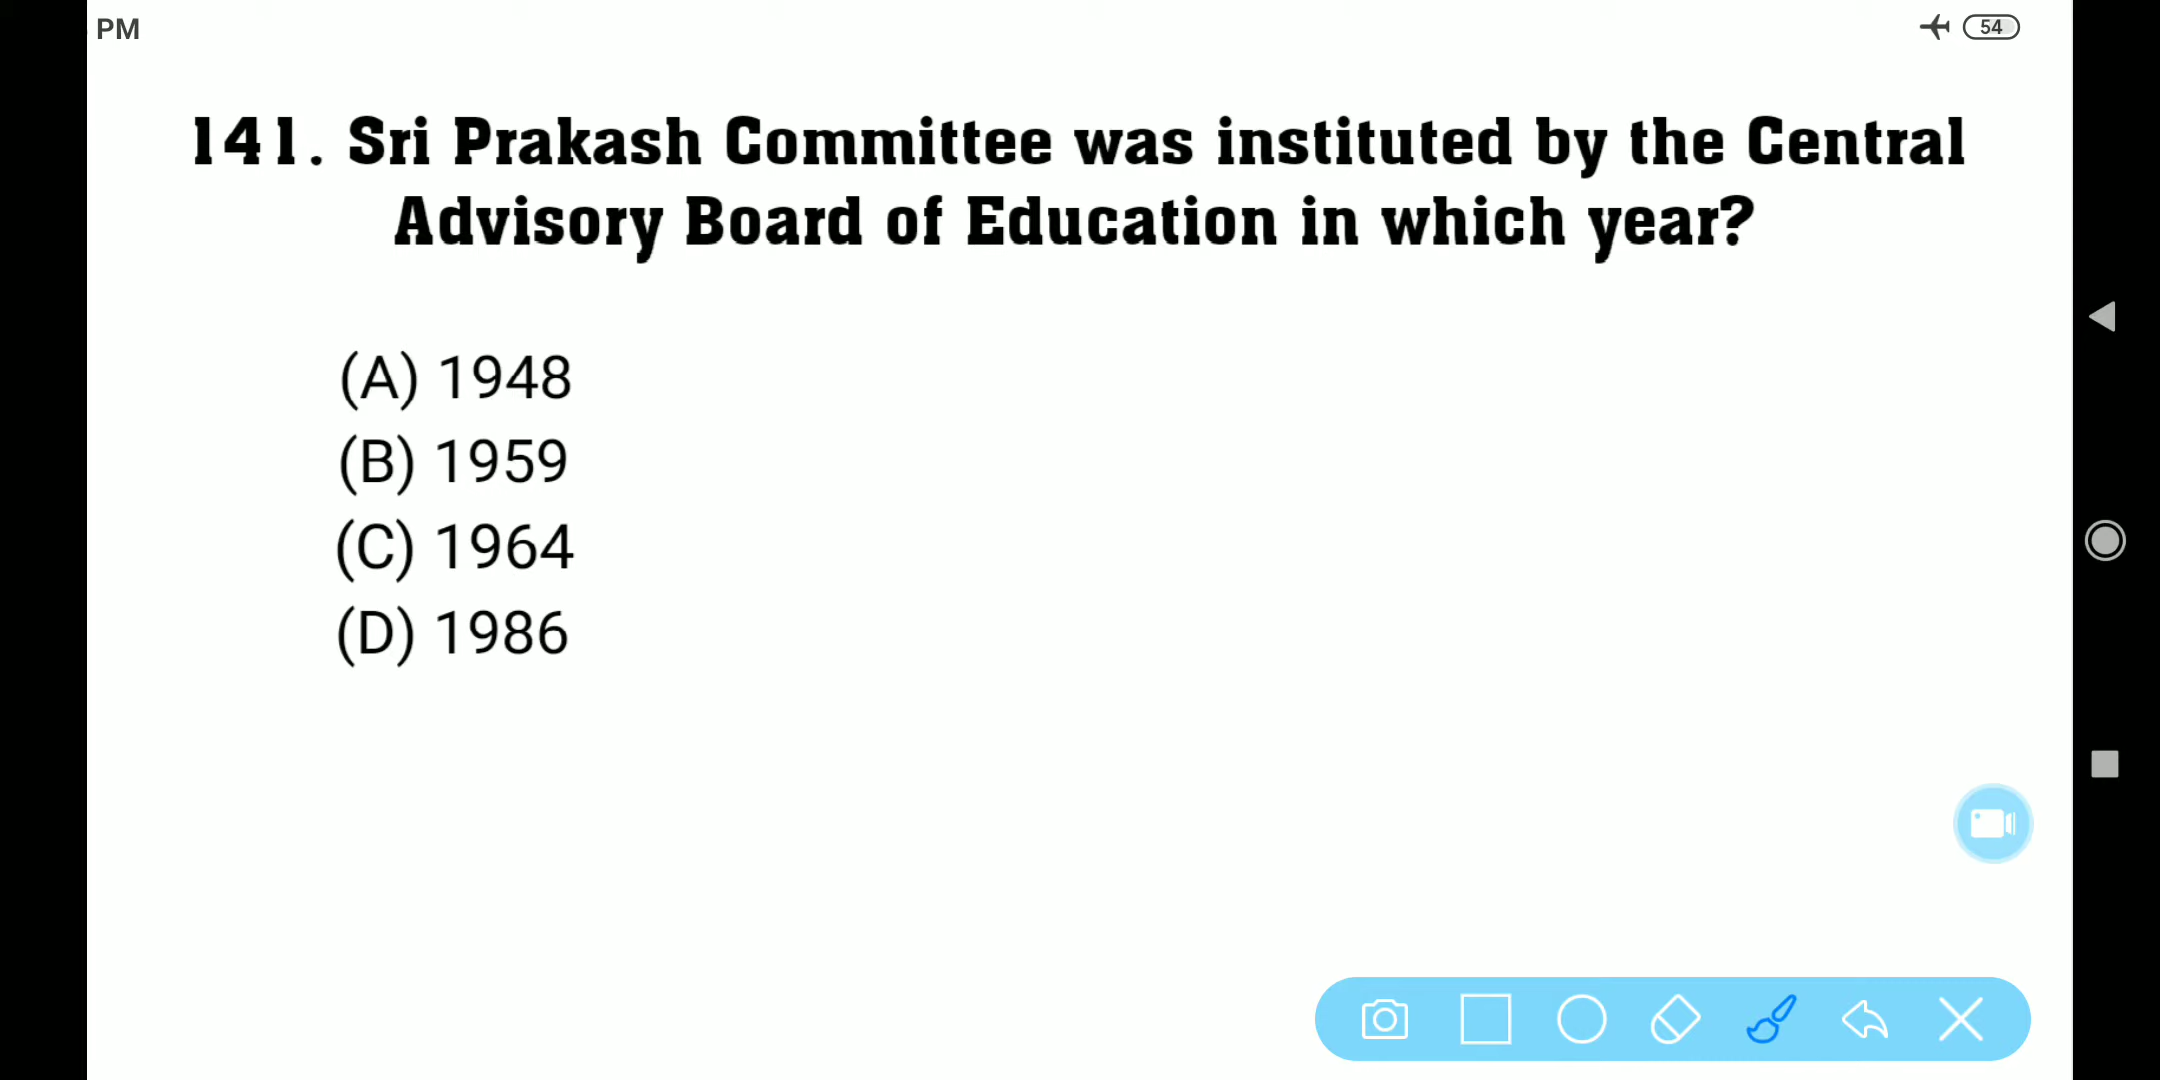 PM
54
141. Sri Prakash Committee was instituted by the Central
Advisory Board of Education in which year?
(A) 1948
(B) 1959
(C) 1964
(D) 1986